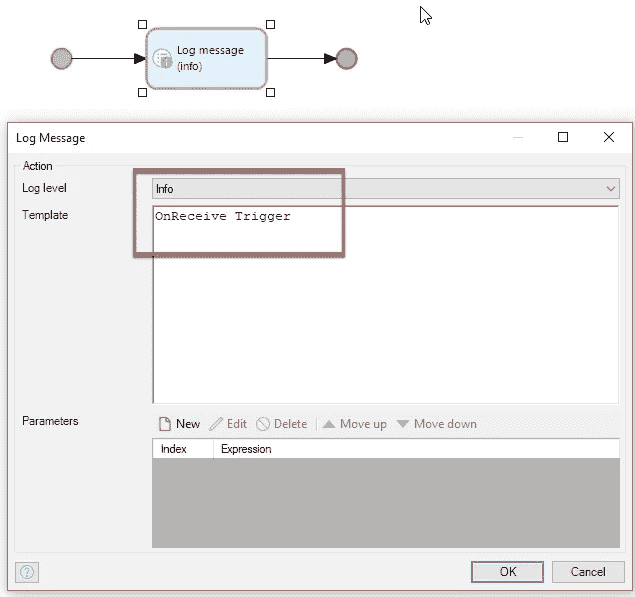 Log message
(info)
Log Message
Action
Log level
Info
Template
OnReceive Trigger
Parameters
New Edit Delete Move up Move down
Index Expression
?
OK Cancel